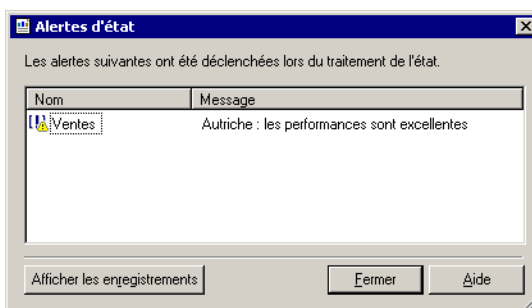 Alertes d'état
Les alertes suivantes ont été déclenchées lors du traitement de l'état.
Nom Message
Ventes Autriche : les performances sont excellentes
Afficher les enregistrements Fermer Aide